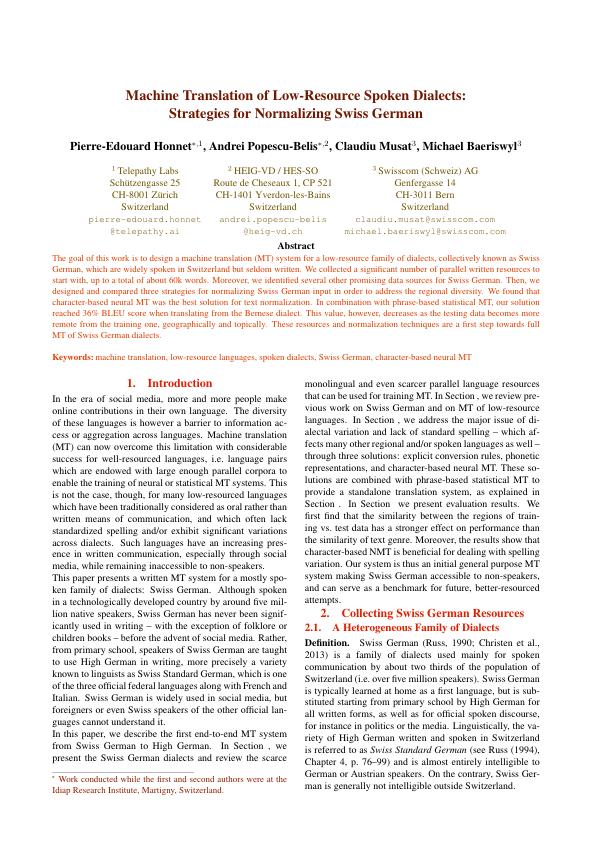 Machine Translation of Low-Resource Spoken Dialects:
Strategies for Normalizing Swiss German
Pierre-Edouard Honnet∗,1, Andrei Popescu-Belis∗,2, Claudiu Musat3, Michael Baeriswyl3
1 Telepathy Labs
Schützengasse 25
CH-8001 Zürich
Switzerland
pierre-edouard.honnet
@telepathy.ai
2 HEIG-VD / HES-SO
Route de Cheseaux 1, CP 521
CH-1401 Yverdon-les-Bains
Switzerland
andrei.popescu-belis
@heig-vd.ch
3 Swisscom (Schweiz) AG
Genfergasse 14
CH-3011 Bern
Switzerland
claudiu.musat@swisscom.com
michael.baeriswyl@swisscom.com
Abstract
The goal of this work is to design a machine translation (MT) system for a low-resource family of dialects, collectively known as Swiss
German, which are widely spoken in Switzerland but seldom written. We collected a significant number of parallel written resources to
start with, up to a total of about 60k words. Moreover, we identified several other promising data sources for Swiss German. Then, we
designed and compared three strategies for normalizing Swiss German input in order to address the regional diversity. We found that
character-based neural MT was the best solution for text normalization. In combination with phrase-based statistical MT, our solution
reached 36% BLEU score when translating from the Bernese dialect. This value, however, decreases as the testing data becomes more
remote from the training one, geographically and topically. These resources and normalization techniques are a first step towards full
MT of Swiss German dialects.
Keywords: machine translation, low-resource languages, spoken dialects, Swiss German, character-based neural MT
1. Introduction
In the era of social media, more and more people make
online contributions in their own language. The diversity
of these languages is however a barrier to information ac-
cess or aggregation across languages. Machine translation
(MT) can now overcome this limitation with considerable
success for well-resourced languages, i.e. language pairs
which are endowed with large enough parallel corpora to
enable the training of neural or statistical MT systems. This
is not the case, though, for many low-resourced languages
which have been traditionally considered as oral rather than
written means of communication, and which often lack
standardized spelling and/or exhibit significant variations
across dialects. Such languages have an increasing pres-
ence in written communication, especially through social
media, while remaining inaccessible to non-speakers.
This paper presents a written MT system for a mostly spo-
ken family of dialects: Swiss German. Although spoken
in a technologically developed country by around five mil-
lion native speakers, Swiss German has never been signif-
icantly used in writing – with the exception of folklore or
children books – before the advent of social media. Rather,
from primary school, speakers of Swiss German are taught
to use High German in writing, more precisely a variety
known to linguists as Swiss Standard German, which is one
of the three official federal languages along with French and
Italian. Swiss German is widely used in social media, but
foreigners or even Swiss speakers of the other official lan-
guages cannot understand it.
In this paper, we describe the first end-to-end MT system
from Swiss German to High German. In Section , we
present the Swiss German dialects and review the scarce
∗ Work conducted while the first and second authors were at the
Idiap Research Institute, Martigny, Switzerland.
monolingual and even scarcer parallel language resources
that can be used for training MT. In Section , we review pre-
vious work on Swiss German and on MT of low-resource
languages. In Section , we address the major issue of di-
alectal variation and lack of standard spelling – which af-
fects many other regional and/or spoken languages as well –
through three solutions: explicit conversion rules, phonetic
representations, and character-based neural MT. These so-
lutions are combined with phrase-based statistical MT to
provide a standalone translation system, as explained in
Section . In Section we present evaluation results. We
first find that the similarity between the regions of train-
ing vs. test data has a stronger effect on performance than
the similarity of text genre. Moreover, the results show that
character-based NMT is beneficial for dealing with spelling
variation. Our system is thus an initial general purpose MT
system making Swiss German accessible to non-speakers,
and can serve as a benchmark for future, better-resourced
attempts.
2. Collecting Swiss German Resources
2.1. A Heterogeneous Family of Dialects
Definition. Swiss German (Russ, 1990; Christen et al.,
2013) is a family of dialects used mainly for spoken
communication by about two thirds of the population of
Switzerland (i.e. over five million speakers). Swiss German
is typically learned at home as a first language, but is sub-
stituted starting from primary school by High German for
all written forms, as well as for official spoken discourse,
for instance in politics or the media. Linguistically, the va-
riety of High German written and spoken in Switzerland
is referred to as Swiss Standard German (see Russ (1994),
Chapter 4, p. 76–99) and is almost entirely intelligible to
German or Austrian speakers. On the contrary, Swiss Ger-
man is generally not intelligible outside Switzerland.